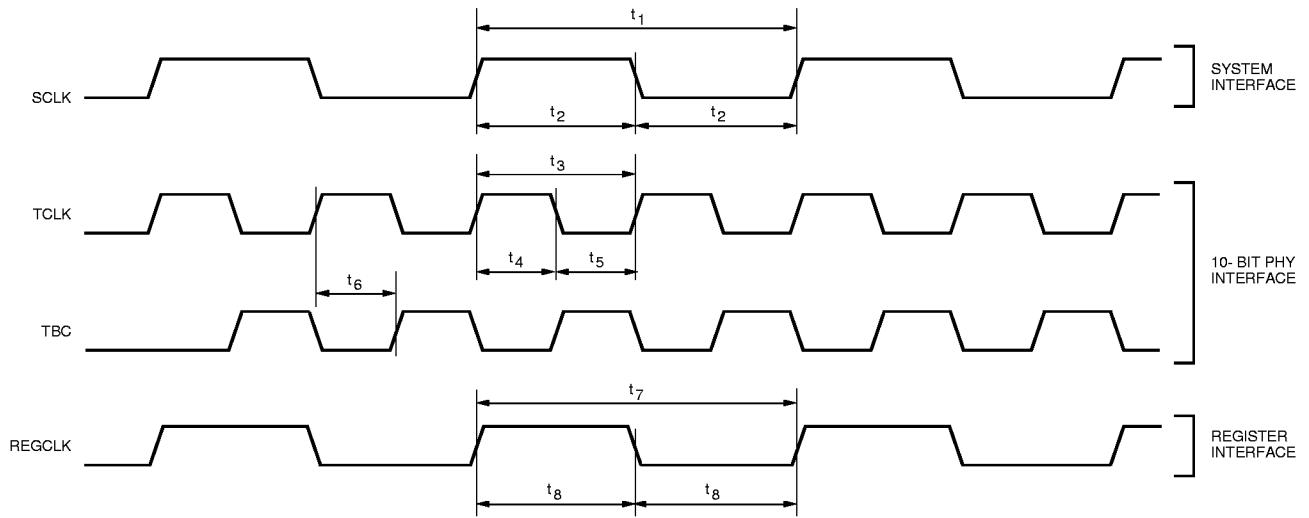 t1
SCLK
t2
t2
SYSTEM
INTERFACE
t3
TCLK
t4
t5
t6
10- BIT PHY
INTERFACE
TBC
t7
REGCLK
t8
t8
REGISTER
INTERFACE